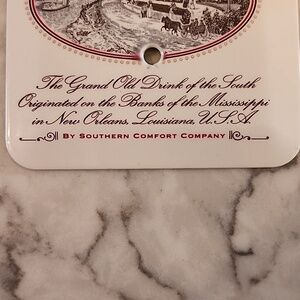 The Grand Old Drink of the South
Originated on the Banks of the Mississippi
in New Orleans, Louisiana, U.S.A.
BY SOUTHERN COMFORT COMPANY